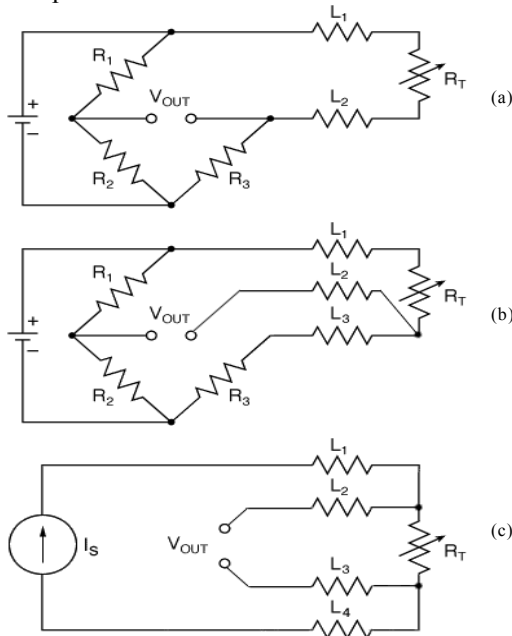 L1
R1
RT
VOUT
(a)
+
−
L2
R2
R3
L1
R1
L2
RT
VOUT
(b)
+
−
L3
R2
R3
L1
L2
(c)
IS
VOUT
RT
L3
L4